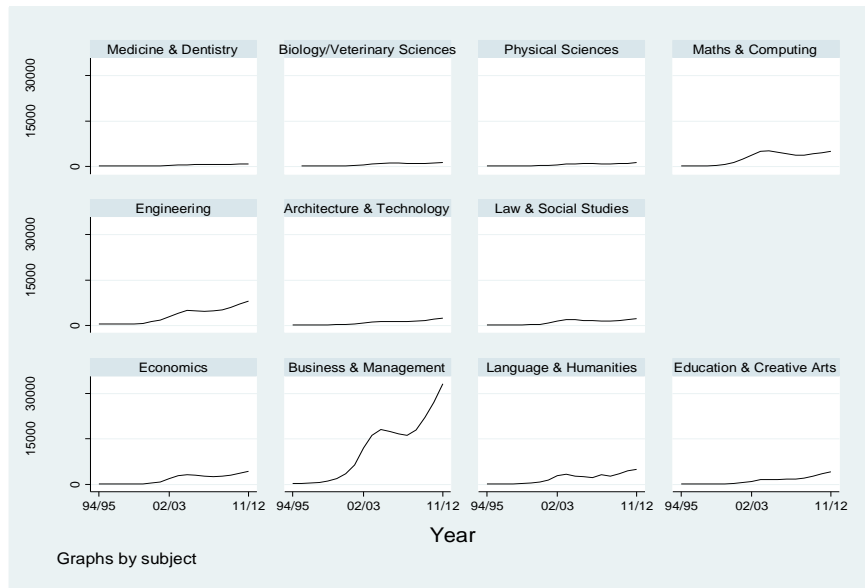 Medicine & Dentistry
Biology/Veterinary Sciences
Physical Sciences
Maths & Computing
30000
15000
0
Engineering
Architecture & Technology
Law & Social Studies
30000
15000
0
Economics
Business & Management
Language & Humanities
Education & Creative Arts
30000
15000
0
94/95 02/03 11/12
94/95 02/03 11/12
94/95 02/03 11/12
94/95 02/03 11/12
Year
Graphs by subject